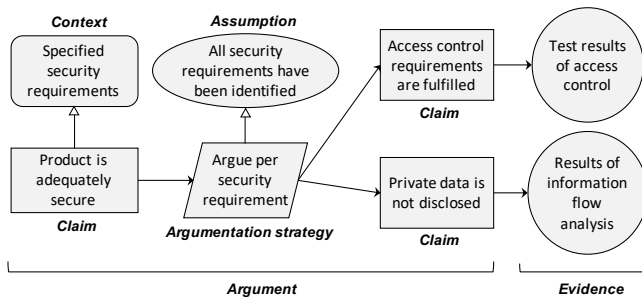 Context
Specified
security
requirements
Assumption
All security
requirements have
been identified
Access control
requirements
are fulfilled
Claim
Test results
of access
control
Product is
adequately
secure
Claim
Argue per
security
requirement
Argumentation strategy
Private data is
not disclosed
Claim
Results of
information
flow
analysis
Argument
Evidence